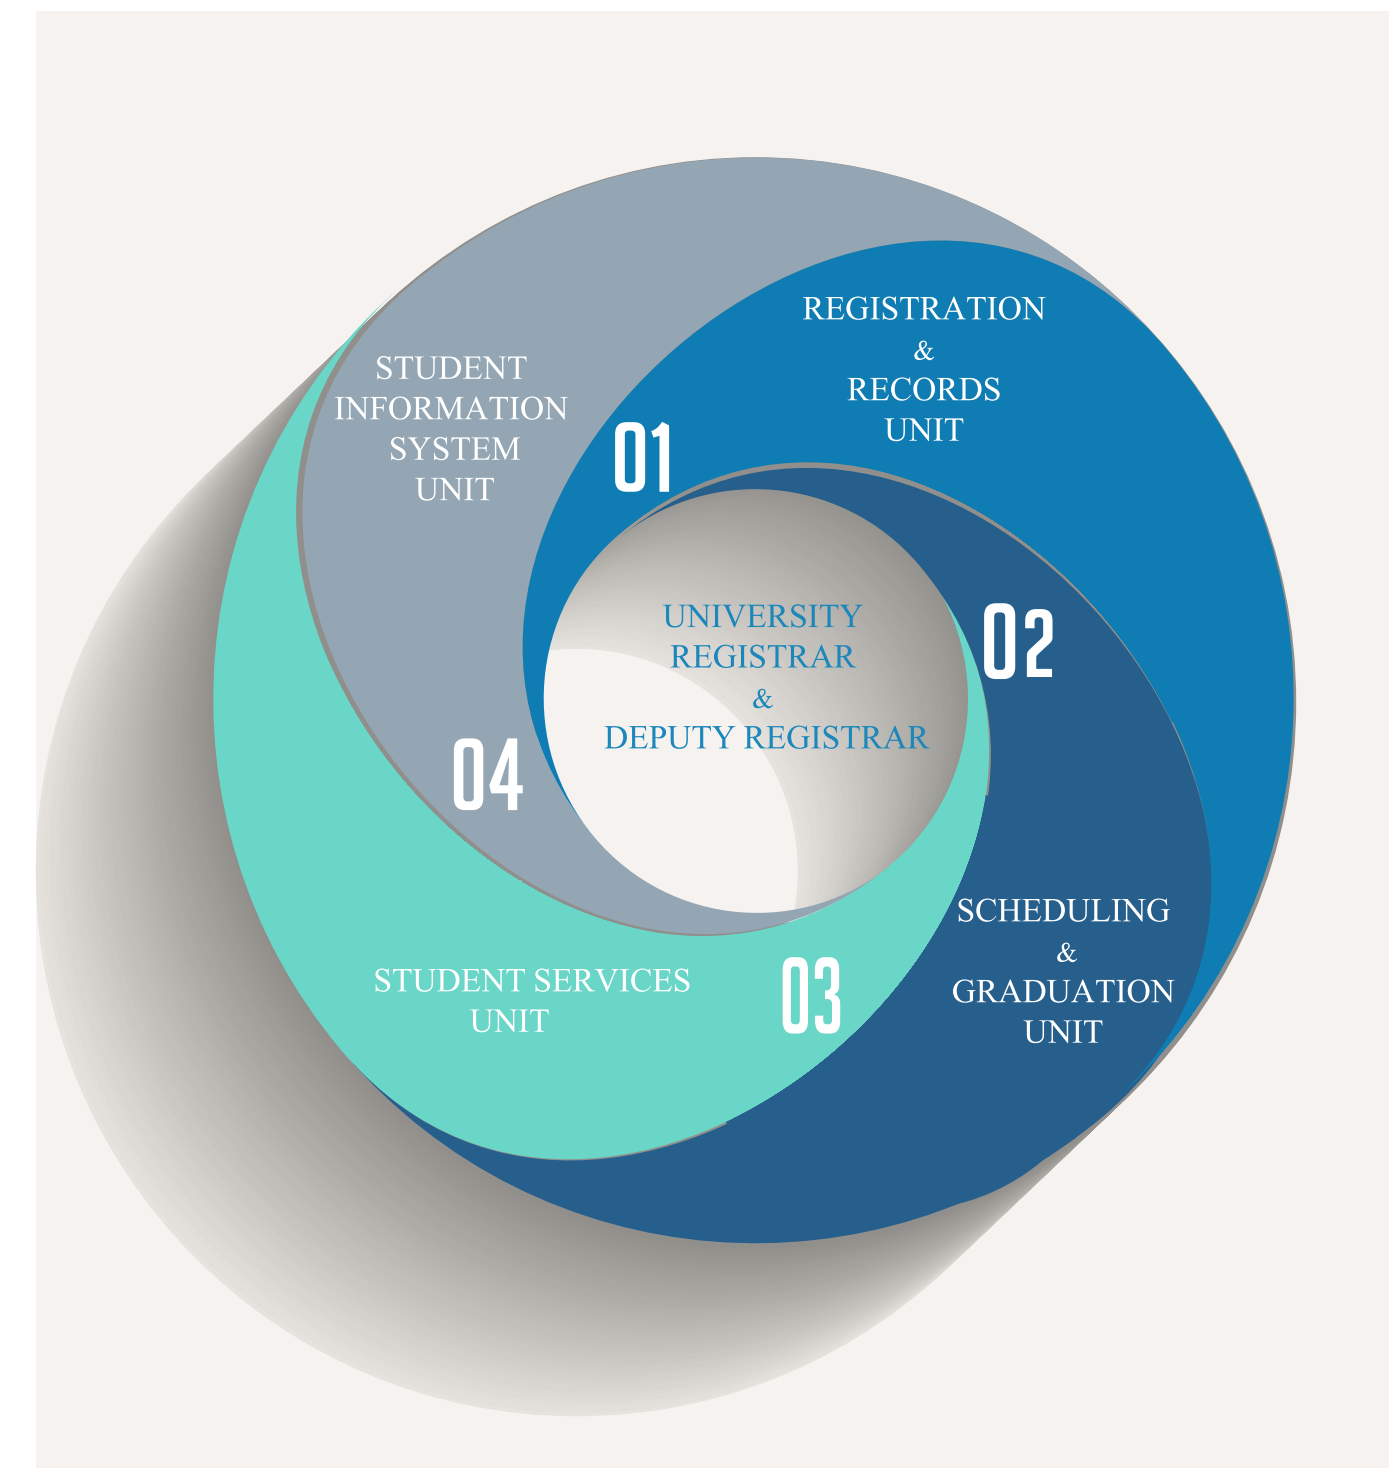 01
REGISTRATION
&
RECORDS
UNIT
02
SCHEDULING
&
GRADUATION
UNIT
03
STUDENT SERVICES
UNIT
04
STUDENT
INFORMATION
SYSTEM
UNIT
UNIVERSITY
REGISTRAR
&
DEPUTY REGISTRAR